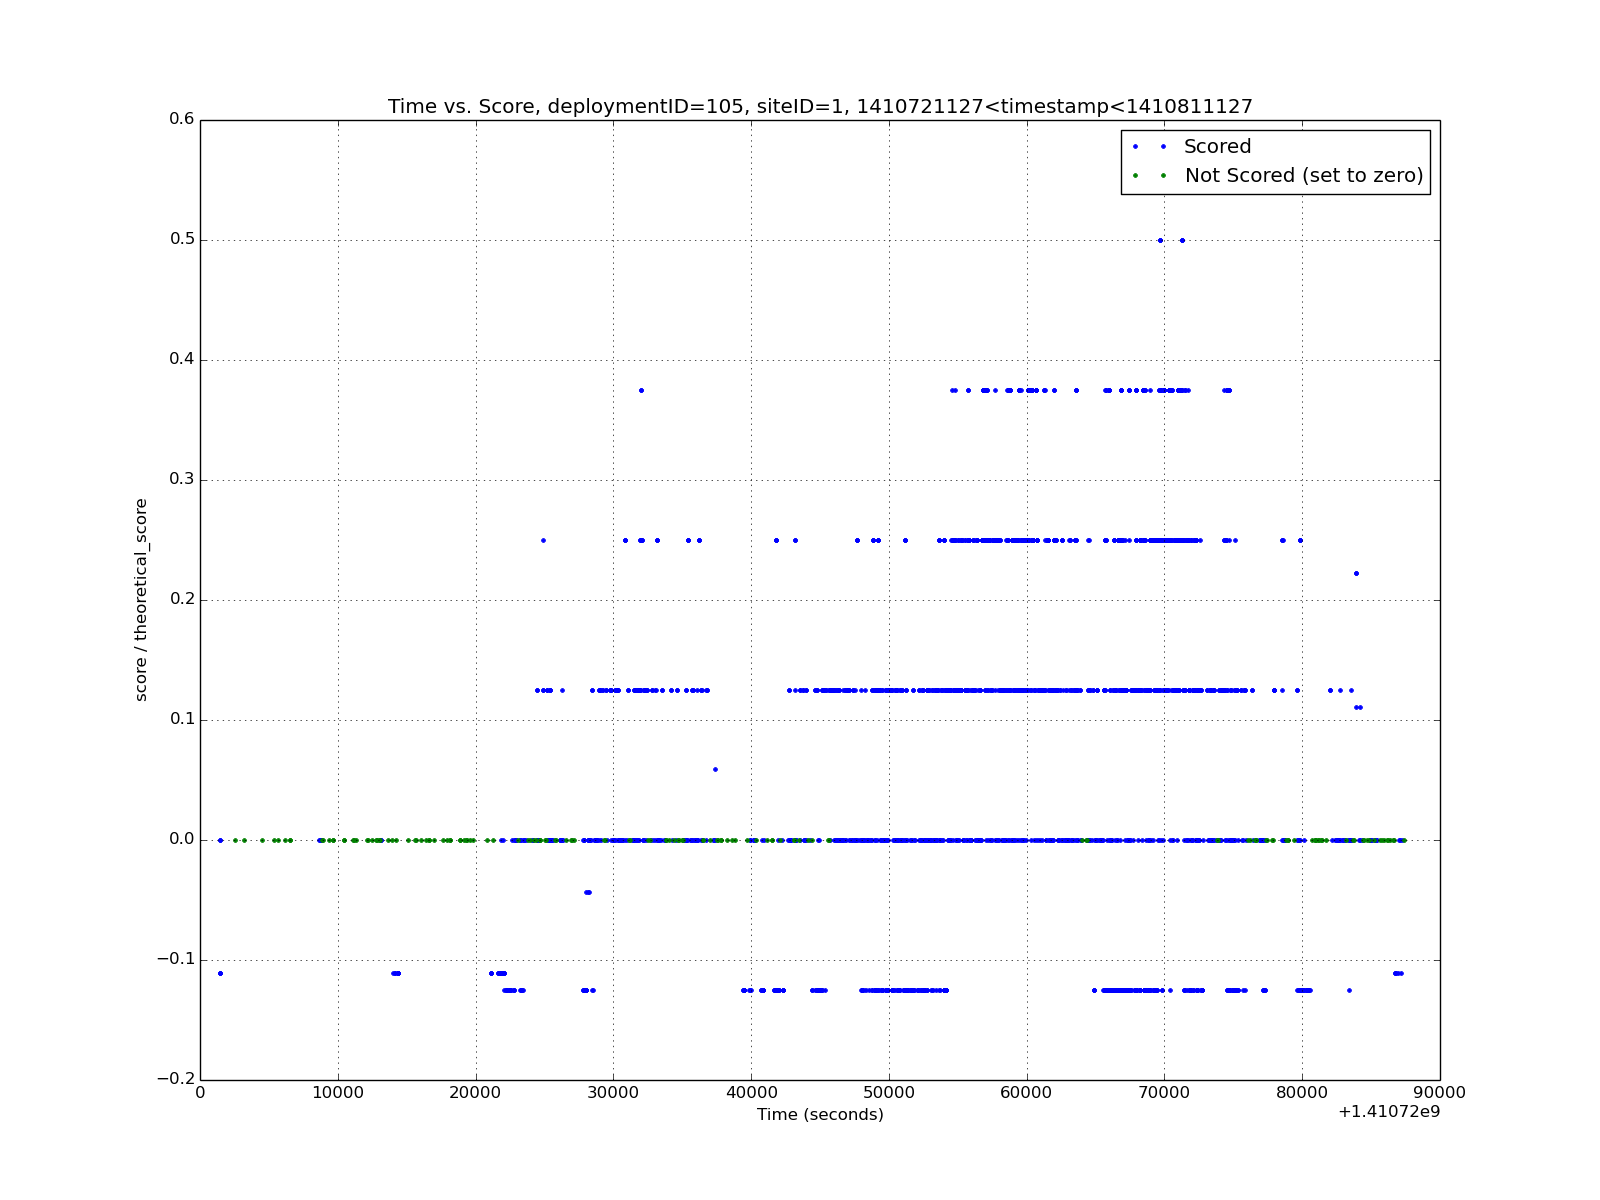 Time vs. Score, deploymentID=105, siteID=1, 1410721127<timestamp<1410811127
0.6
Scored
Not Scored (set to zero)
0.5
0.4
0.3
0.2
0.1
0.0
−0.1
−0.2
score / theoretical_score
0 10000 20000 30000 40000 50000 60000 70000 80000 90000
Time (seconds)
+1.41072e9